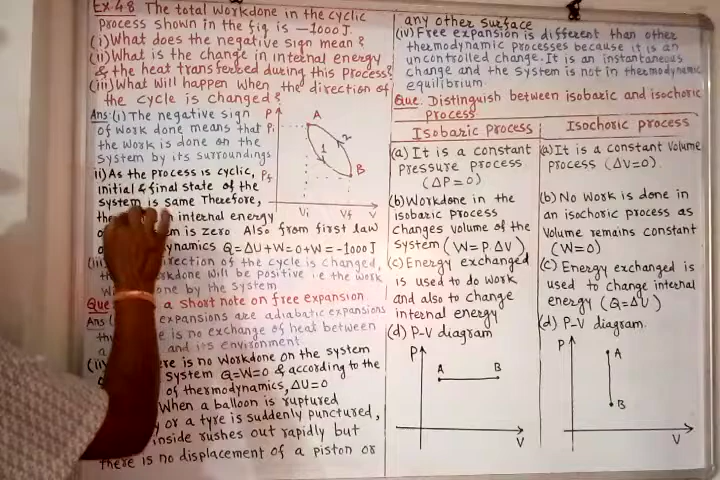 Ex.4.8 The total workdone in the cyclic
process shown in the fig is -1000J.
(i)What does the negative sign mean?
(ii)What is the change in internal energy
& the heat transferred during this process?
(iii)What will happen when the direction of
the cycle is changed?
Ans:(i)The negative sign
of work done means that
the work is done on the
system by its surroundings
ii)As the process is cyclic,
initial & final state of the
system is same Therefore,
in internal energy
is zero Also from first law
Q=ΔU+W=0+W=-1000J
direction of the cycle is changed,
workdone will be positive i.e the work
by the system
P
Pi
Pf
A
2
1
B
Vi
Vf
V
Que a short note on free expansion
Ans expansions are adiabatic expansions
is no exchange of heat between
and its environment
is no Workdone on the system
system Q=W=0 & according to the
of thermodynamics, ΔU=0
When a balloon is ruptured
or a tyre is suddenly punctured,
inside rushes out rapidly but
there is no displacement of a piston or
any other surface
(iv)Free expansion is different than other
thermodynamic processes because it is an
uncontrolled change. It is an instantaneous
change and the system is not in thermodynamic
equilibrium.
Que. Distinguish between isobaric and isochoric
process
Isobaric process
(a)It is a constant
pressure process
(ΔP=0)
(b)Workdone in the
isobaric process
changes volume of the
system (W=P.ΔV)
(c)Energy exchanged
is used to do work
and also to change
internal energy
(d)P-V diagram
P
A
B
V
Isochoric process
(a)It is a constant volume
process (ΔV=0).
(b) No Work is done in
an isochoric process as
Volume remains constant
(W=0)
(c) Energy exchanged is
used to change internal
energy (Q=ΔU)
(d) P-V diagram.
P
A
B
V